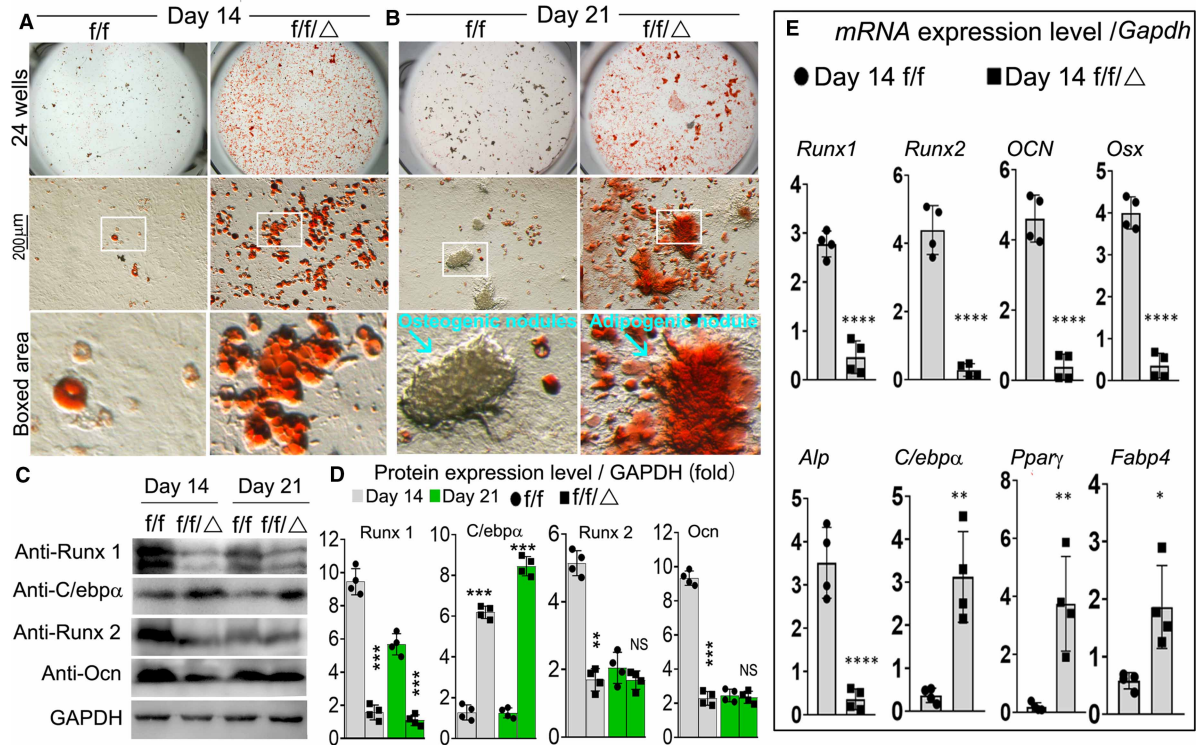 A
Day 14
f/f
f/f/△
B
Day 21
f/f
f/f/△
24 wells
200μm
Boxed area
Osteogenic nodules
Adipogenic nodule
C
Day 14
Day 21
f/f
f/f/△
f/f
f/f/△
Anti-Runx 1
Anti-C/ebpα
Anti-Runx 2
Anti-Ocn
GAPDH
D
Protein expression level / GAPDH (fold)
Day 14
Day 21
f/f
f/f/△
Runx 1
12
10
8
6
4
2
0
***
***
C/ebpα
8
6
4
2
0
***
***
Runx 2
6
4
2
0
**
NS
Ocn
12
10
8
6
4
2
0
***
NS
E
mRNA expression level /Gapdh
Day 14 f/f
Day 14 f/f/△
Runx1
4
3
2
1
0
****
Runx2
6
4
2
0
****
OCN
6
4
2
0
****
Osx
5
4
3
2
1
0
****
Alp
5
4
3
2
1
0
****
C/ebpα
5
4
3
2
1
0
**
Pparγ
8
6
4
2
0
**
Fabp4
4
3
2
1
0
*